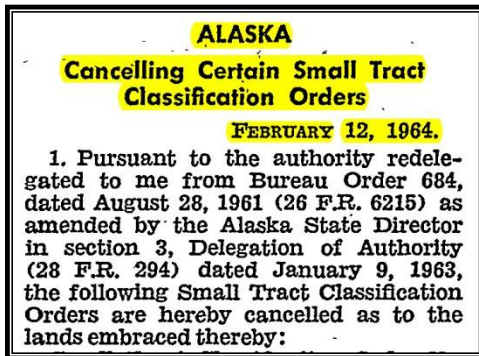 ALASKA
Cancelling Certain Small Tract
Classification Orders
FEBRUARY 12, 1964.
1. Pursuant to the authority redele-
gated to me from Bureau Order 684,
dated August 28, 1961 (26 F.R. 6215) as
amended by the Alaska State Director
in section 3, Delegation of Authority
(28 F.R. 294) dated January 9, 1963,
the following Small Tract Classification
Orders are hereby cancelled as to the
lands embraced thereby: